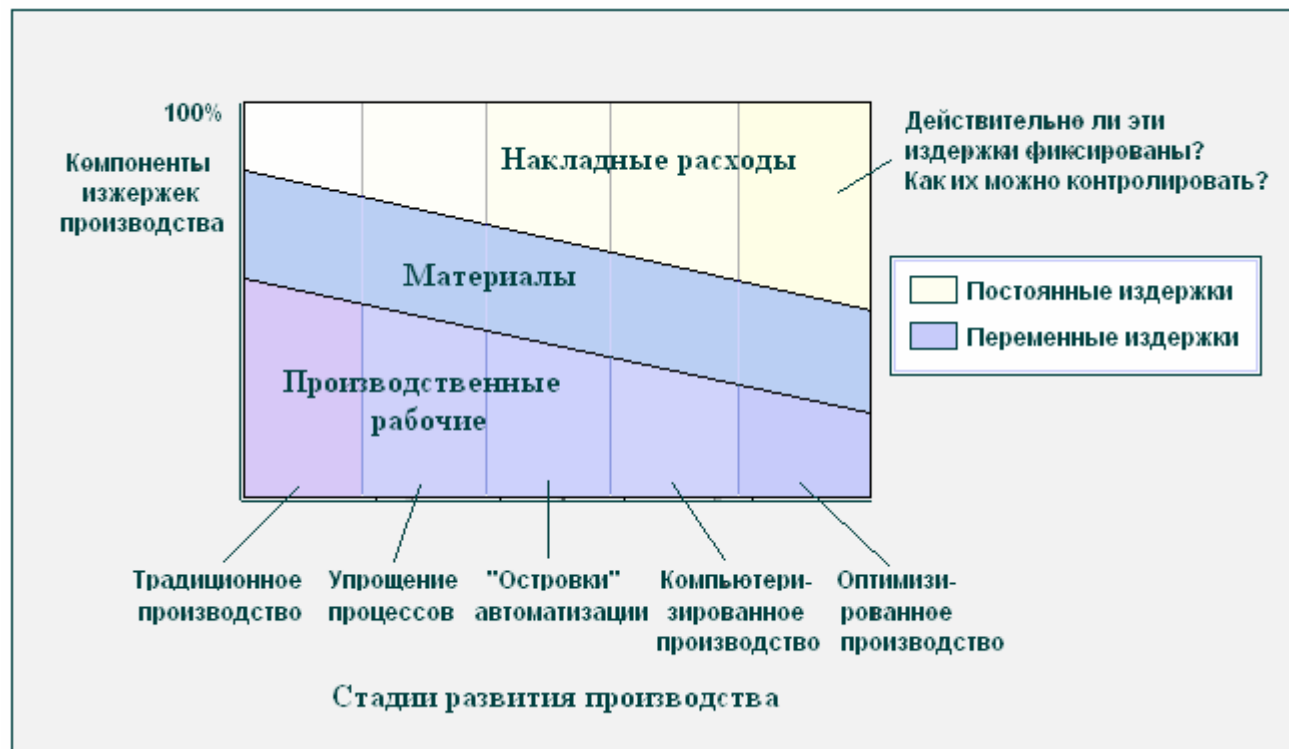 100%
Компоненты
изжержек
производства
Накладные расходы
Материалы
Производственные
рабочие
Действительно ли эти
издержки фиксированы?
Как их можно контролировать?
Постоянные издержки
Переменные издержки
Традиционное
производство
Упрощение
процессов
"Островки"
автоматизации
Компьютери-
зированное
производство
Оптимизи-
рованное
производство
Стадии развития производства